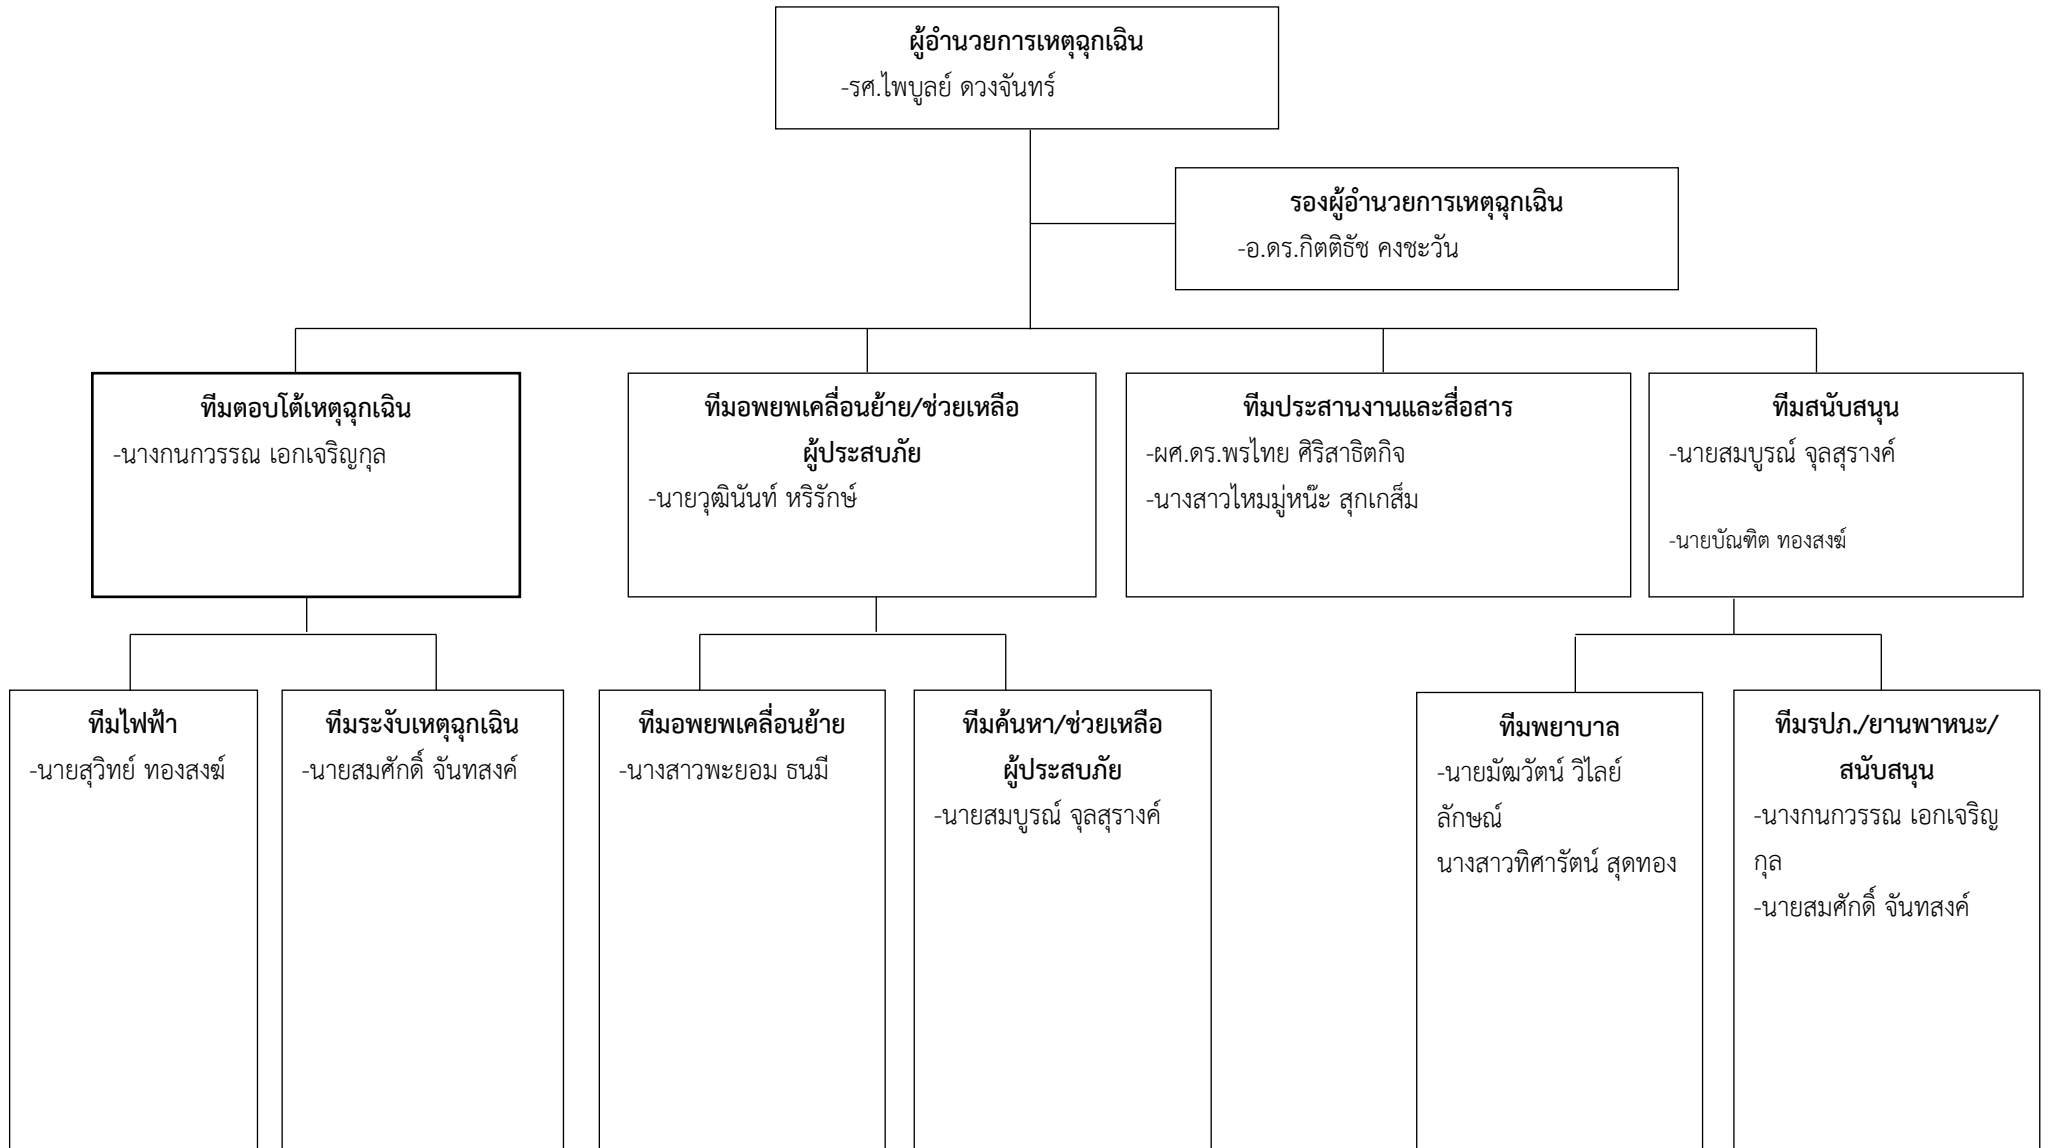 ผู้อำนวยการเหตุฉุกเฉิน
-รศ.ไพบูลย์ ดวงจันทร์
รองผู้อำนวยการเหตุฉุกเฉิน
-อ.ดร.กิตติธัช คงชะวัน
ทีมตอบโต้เหตุฉุกเฉิน
-นางกนกวรรณ เอกเจริญกุล
ทีมอพยพเคลื่อนย้าย/ช่วยเหลือ
ผู้ประสบภัย
-นายวุฒินันท์ หริรักษ์
ทีมประสานงานและสื่อสาร
-ผศ.ดร.พรไทย ศิริสาธิตกิจ
-นางสาวไหมมู่หน๊ะ สุกเกส็ม
ทีมสนับสนุน
-นายสมบูรณ์ จุลสุรางค์
-นายบัณฑิต ทองสงฆ์
ทีมไฟฟ้า
-นายสุวิทย์ ทองสงฆ์
ทีมระงับเหตุฉุกเฉิน
-นายสมศักดิ์ จันทสงค์
ทีมอพยพเคลื่อนย้าย
-นางสาวพะยอม ธนมี
ทีมค้นหา/ช่วยเหลือ
ผู้ประสบภัย
-นายสมบูรณ์ จุลสุรางค์
ทีมพยาบาล
-นายมัฒวัตน์ วิไลย์
ลักษณ์
นางสาวทิศารัตน์ สุดทอง
ทีมรปภ./ยานพาหนะ/
สนับสนุน
-นางกนกวรรณ เอกเจริญ
กุล
-นายสมศักดิ์ จันทสงค์